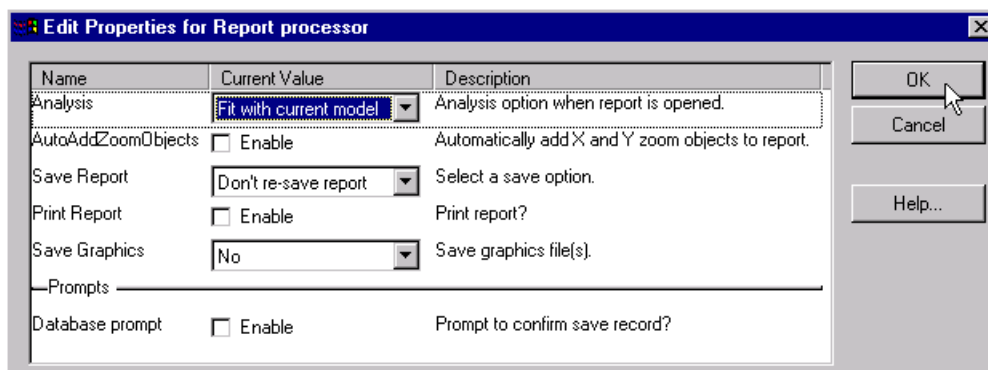 Edit Properties for Report processor
Name Current Value Description
Analysis Fit with current model Analysis option when report is opened.
AutoAddZoomObjects Enable Automatically add X and Y zoom objects to report.
Save Report Don't re-save report Select a save option.
Print Report Enable Print report?
Save Graphics No Save graphics file(s).
Prompts
Database prompt Enable Prompt to confirm save record?
OK
Cancel
Help...